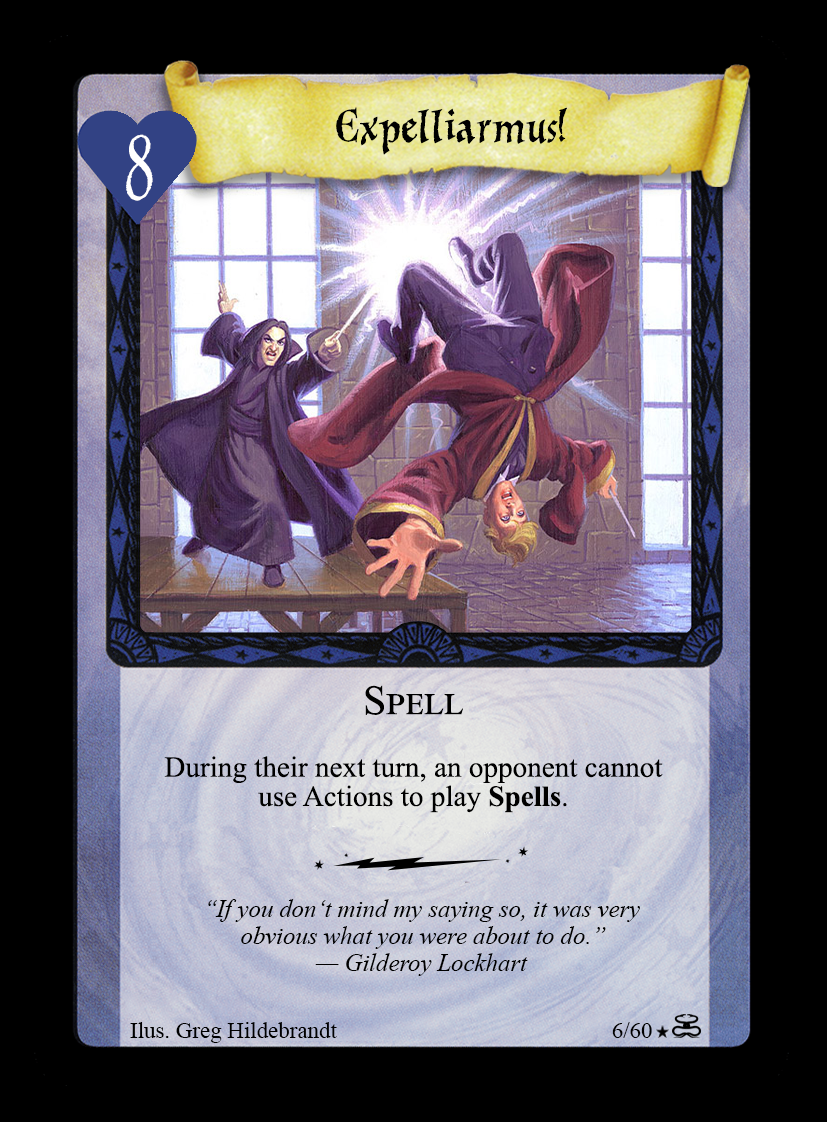 Expelliarmus!
8
Spell
During their next turn, an opponent cannot
use Actions to play Spells.
“If you don‘t mind my saying so, it was very
obvious what you were about to do.”
— Gilderoy Lockhart
Ilus. Greg Hildebrandt
6/60